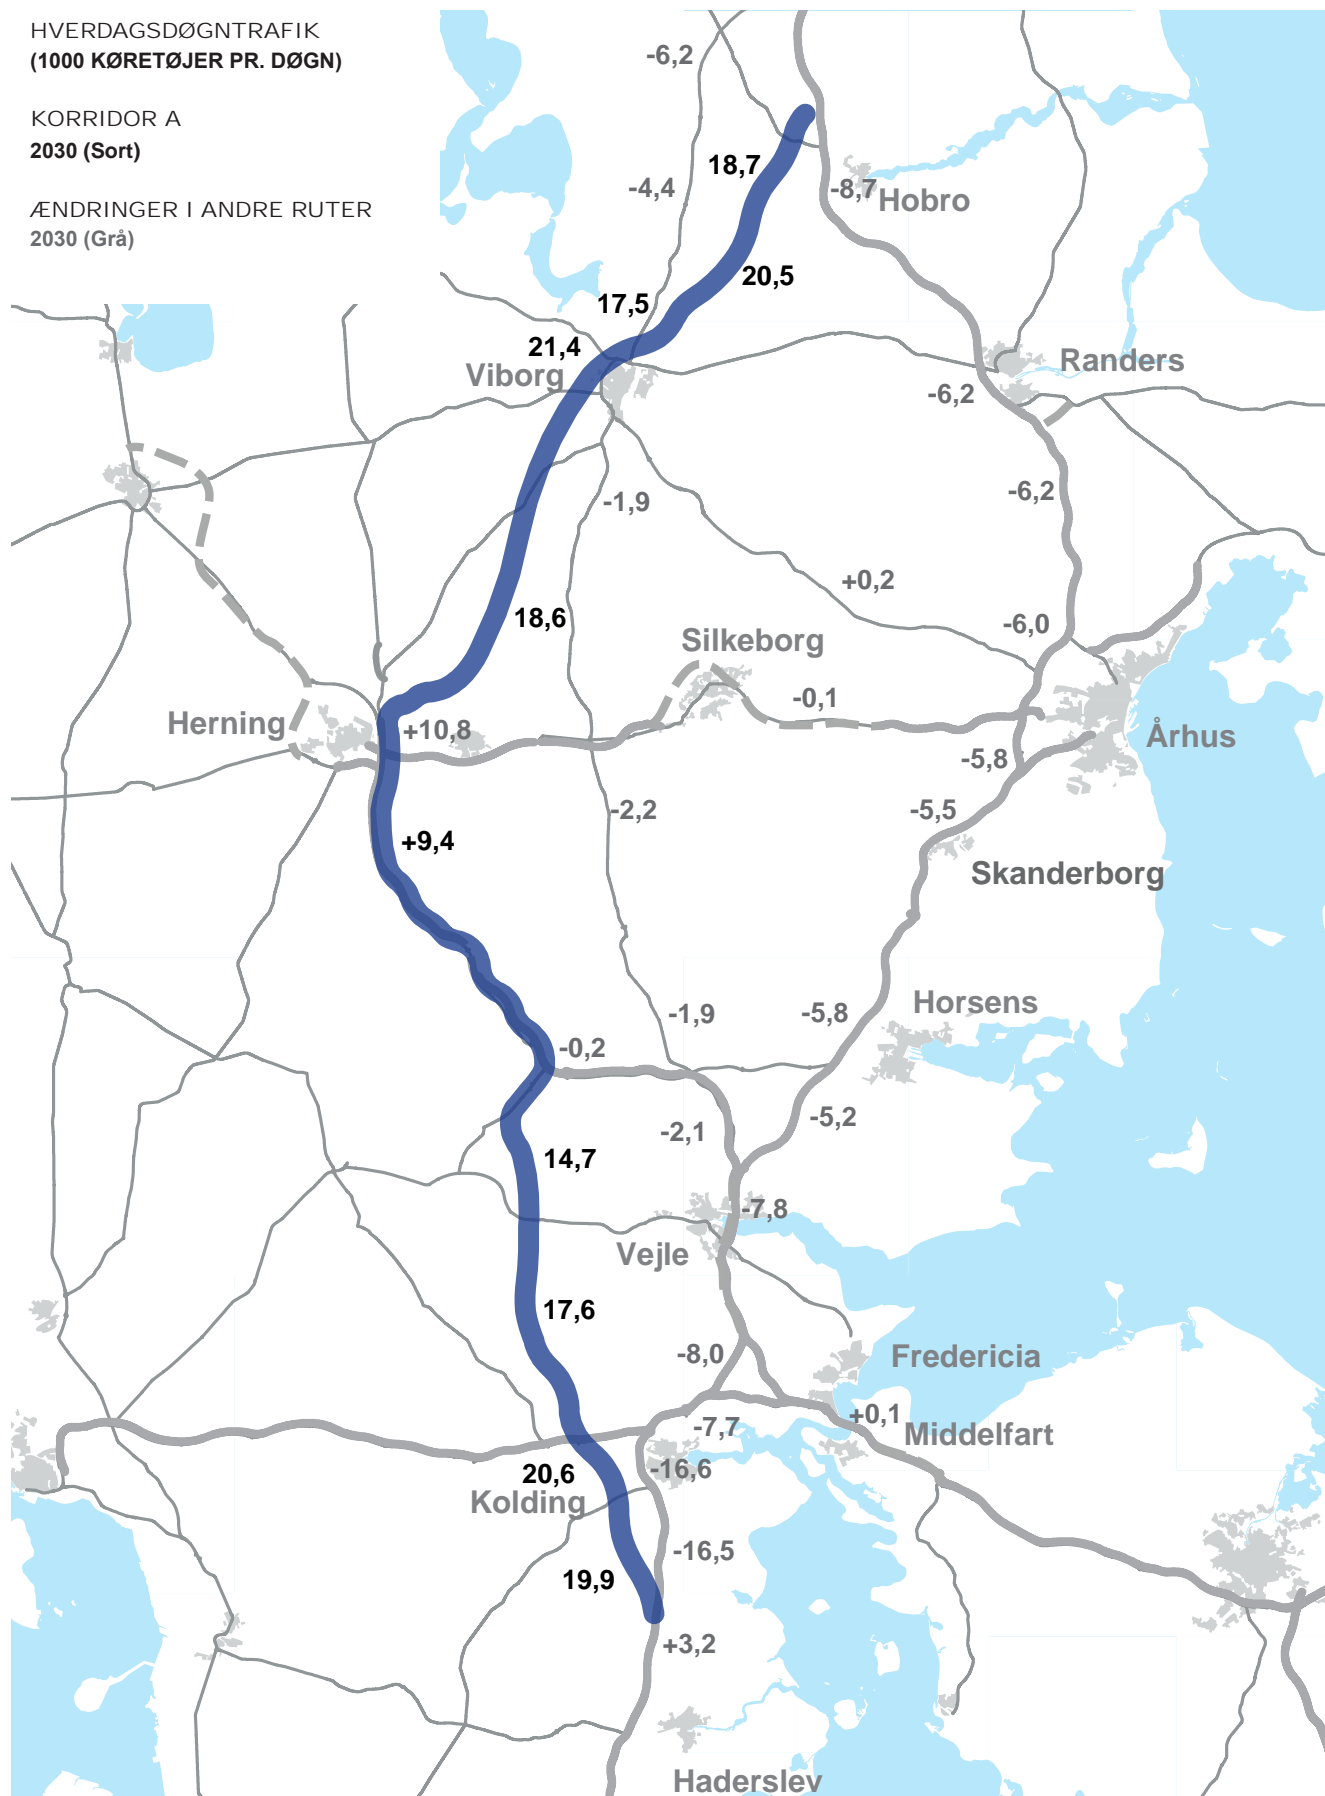 HVERDAGSDØGNTRAFIK
(1000 KØRETØJER PR. DØGN)
KORRIDOR A
2030 (Sort)
ÆNDRINGER I ANDRE RUTER
2030 (Grå)
-6,2
18,7
-4,4
-8,7
Hobro
20,5
17,5
21,4
Viborg
Randers
-6,2
-6,2
-1,9
+0,2
18,6
-6,0
Silkeborg
-0,1
Herning
+10,8
Århus
-5,8
-2,2
-5,5
+9,4
Skanderborg
Horsens
-1,9
-5,8
-0,2
-5,2
-2,1
14,7
-7,8
Vejle
17,6
-8,0
Fredericia
+0,1
-7,7
Middelfart
-16,6
20,6
Kolding
-16,5
19,9
+3,2
Haderslev